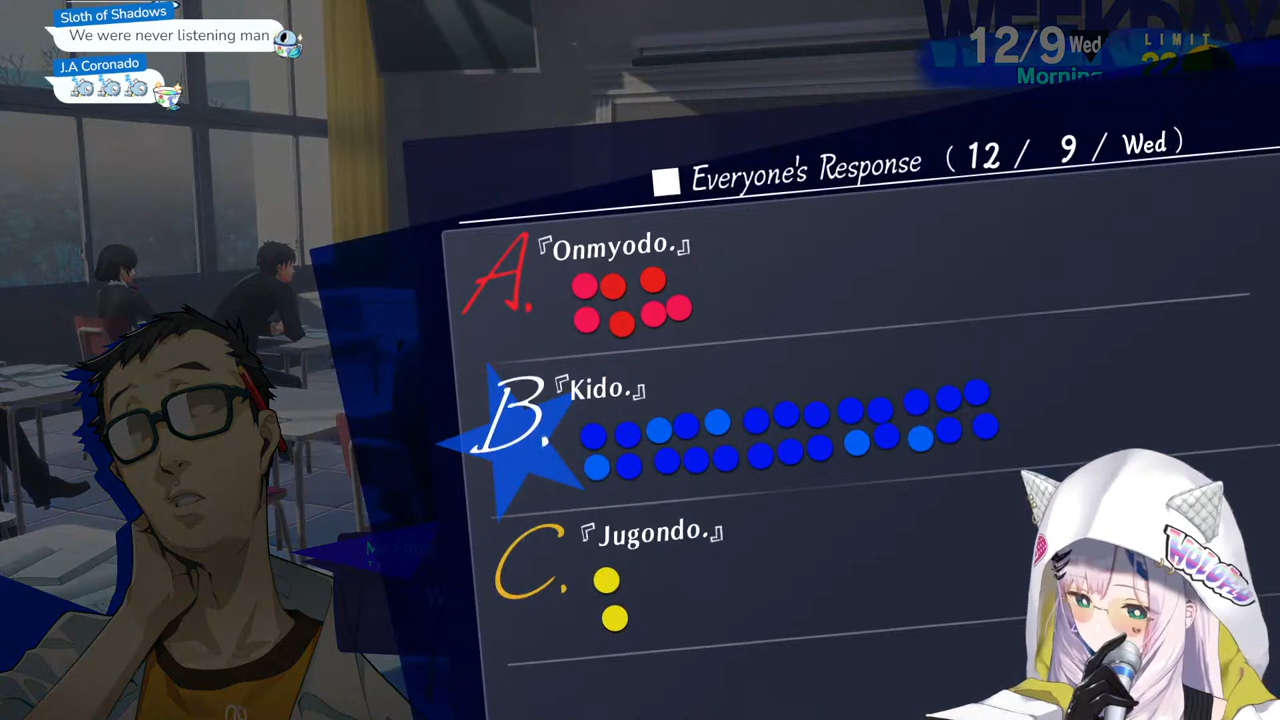 Sloth of Shadows
We were never listening man
J.A Coronado
WEEKDAY
12/9 Wed
LIMIT
Morning
Everyone's Response ( 12 / 9 / Wed )
A. 『Onmyodo.』
B. 『Kido.』
C. 『Jugondo.』